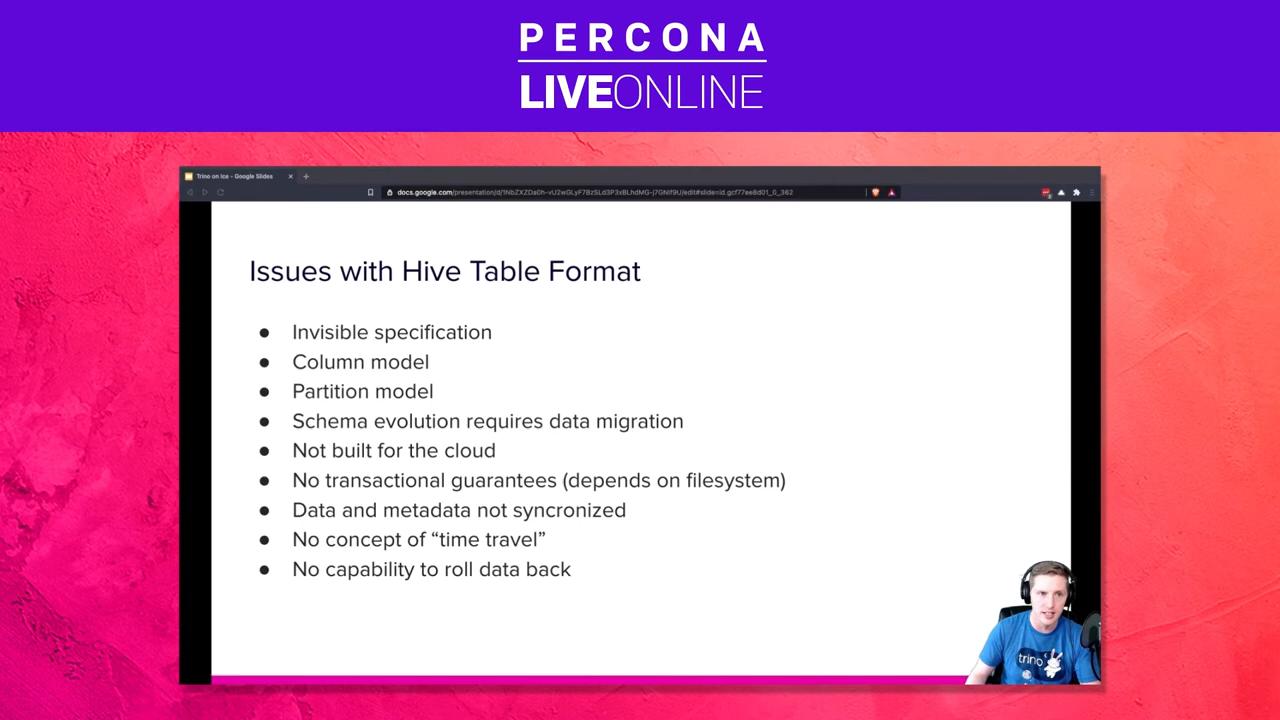 PERCONA
LIVEONLINE
Trino on Ice - Google Slides
Issues with Hive Table Format
● Invisible specification
● Column model
● Partition model
● Schema evolution requires data migration
● Not built for the cloud
● No transactional guarantees (depends on filesystem)
● Data and metadata not syncronized
● No concept of “time travel”
● No capability to roll data back
trino